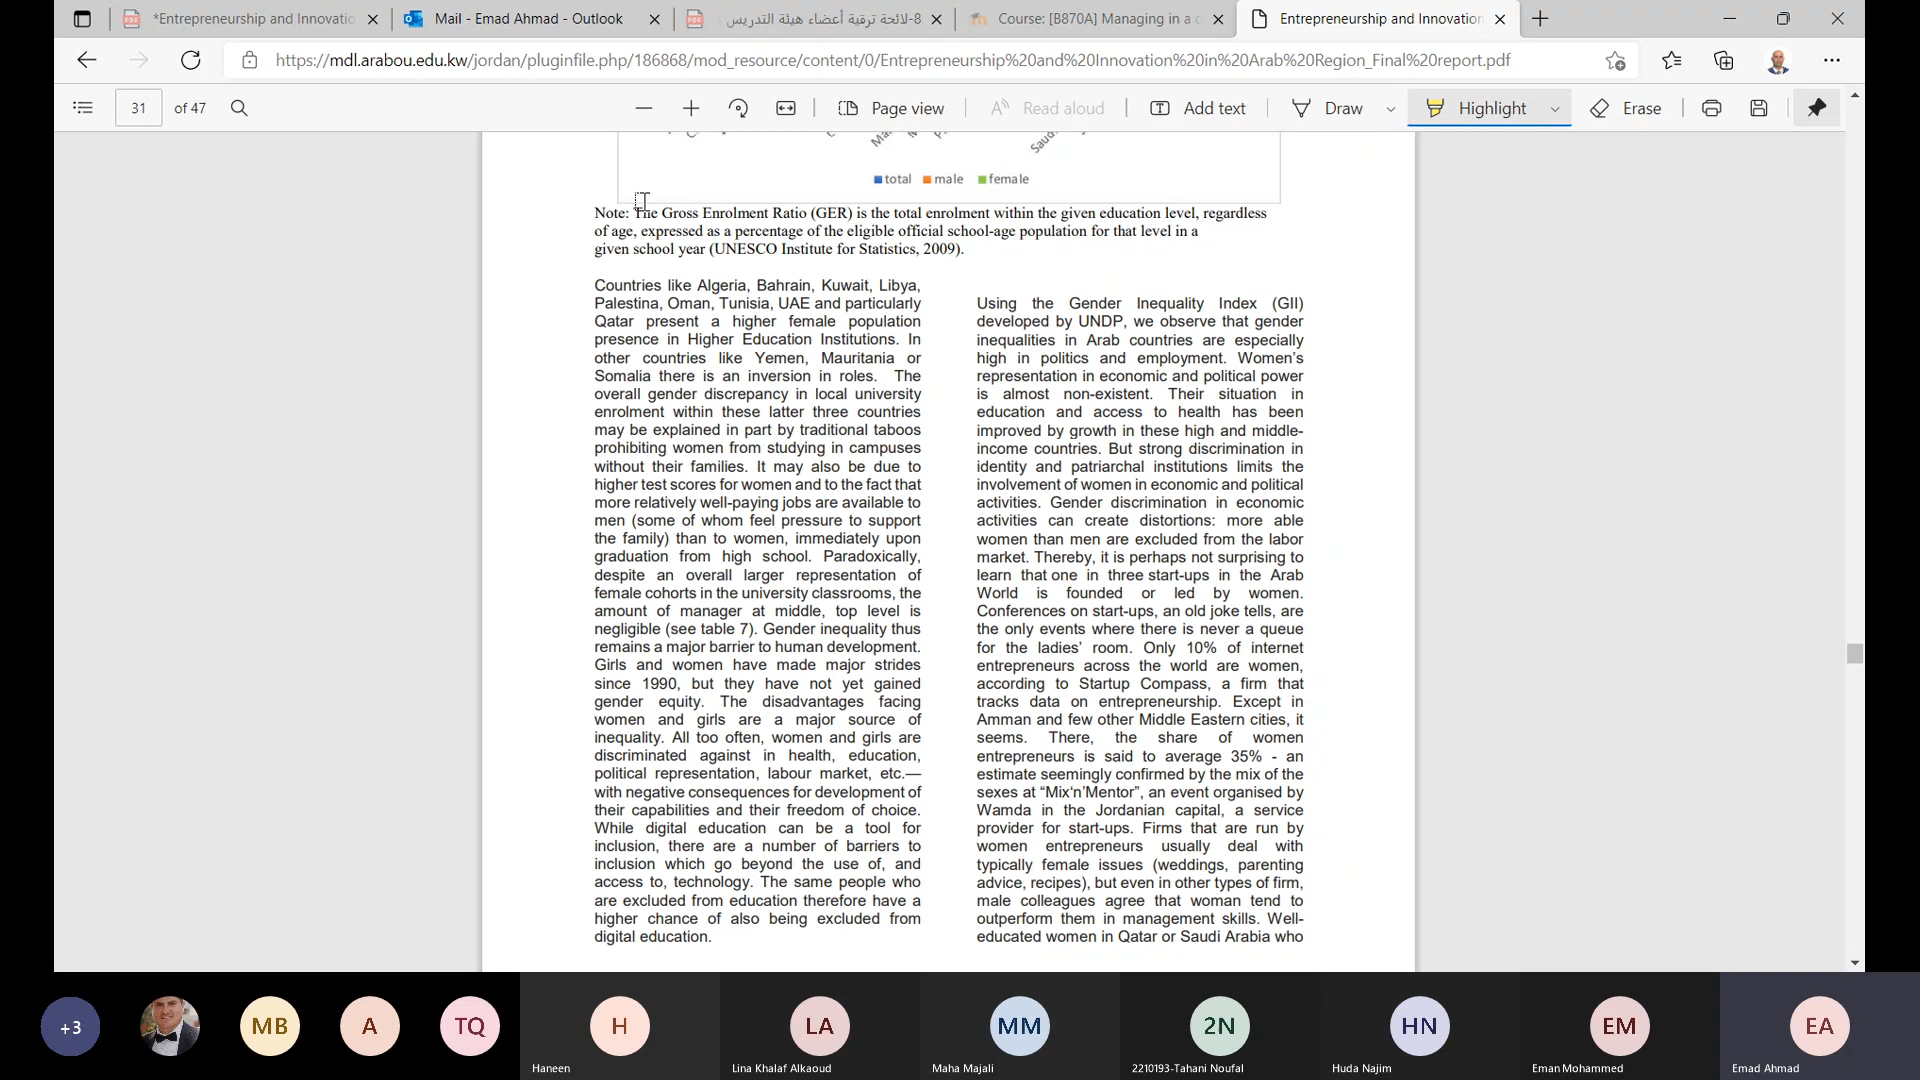 *Entrepreneurship and Innovatio
Mail - Emad Ahmad - Outlook
8-لائحة ترقية أعضاء هيئة التدريس
Course: [B870A] Managing in a c
Entrepreneurship and Innovation
https://mdl.arabou.edu.kw/jordan/pluginfile.php/186868/mod_resource/content/0/Entrepreneurship%20and%20Innovation%20in%20Arab%20Region_Final%20report.pdf
31 of 47
Page view
Read aloud
Add text
Draw
Highlight
Erase
total male female
Note: The Gross Enrolment Ratio (GER) is the total enrolment within the given education level, regardless
of age, expressed as a percentage of the eligible official school-age population for that level in a
given school year (UNESCO Institute for Statistics, 2009).
Countries like Algeria, Bahrain, Kuwait, Libya,
Palestina, Oman, Tunisia, UAE and particularly
Qatar present a higher female population
presence in Higher Education Institutions. In
other countries like Yemen, Mauritania or
Somalia there is an inversion in roles. The
overall gender discrepancy in local university
enrolment within these latter three countries
may be explained in part by traditional taboos
prohibiting women from studying in campuses
without their families. It may also be due to
higher test scores for women and to the fact that
more relatively well-paying jobs are available to
men (some of whom feel pressure to support
the family) than to women, immediately upon
graduation from high school. Paradoxically,
despite an overall larger representation of
female cohorts in the university classrooms, the
amount of manager at middle, top level is
negligible (see table 7). Gender inequality thus
remains a major barrier to human development.
Girls and women have made major strides
since 1990, but they have not yet gained
gender equity. The disadvantages facing
women and girls are a major source of
inequality. All too often, women and girls are
discriminated against in health, education,
political representation, labour market, etc.—
with negative consequences for development of
their capabilities and their freedom of choice.
While digital education can be a tool for
inclusion, there are a number of barriers to
inclusion which go beyond the use of, and
access to, technology. The same people who
are excluded from education therefore have a
higher chance of also being excluded from
digital education.
Using the Gender Inequality Index (GII)
developed by UNDP, we observe that gender
inequalities in Arab countries are especially
high in politics and employment. Women's
representation in economic and political power
is almost non-existent. Their situation in
education and access to health has been
improved by growth in these high and middle-
income countries. But strong discrimination in
identity and patriarchal institutions limits the
involvement of women in economic and political
activities. Gender discrimination in economic
activities can create distortions: more able
women than men are excluded from the labor
market. Thereby, it is perhaps not surprising to
learn that one in three start-ups in the Arab
World is founded or led by women.
Conferences on start-ups, an old joke tells, are
the only events where there is never a queue
for the ladies' room. Only 10% of internet
entrepreneurs across the world are women,
according to Startup Compass, a firm that
tracks data on entrepreneurship. Except in
Amman and few other Middle Eastern cities, it
seems. There, the share of women
entrepreneurs is said to average 35% - an
estimate seemingly confirmed by the mix of the
sexes at “Mix‘n’Mentor”, an event organised by
Wamda in the Jordanian capital, a service
provider for start-ups. Firms that are run by
women entrepreneurs usually deal with
typically female issues (weddings, parenting
advice, recipes), but even in other types of firm,
male colleagues agree that woman tend to
outperform them in management skills. Well-
educated women in Qatar or Saudi Arabia who
+3
MB
A
TQ
H
LA
MM
2N
HN
EM
EA
Haneen
Lina Khalaf Alkaoud
Maha Majali
2210193-Tahani Noufal
Huda Najim
Eman Mohammed
Emad Ahmad